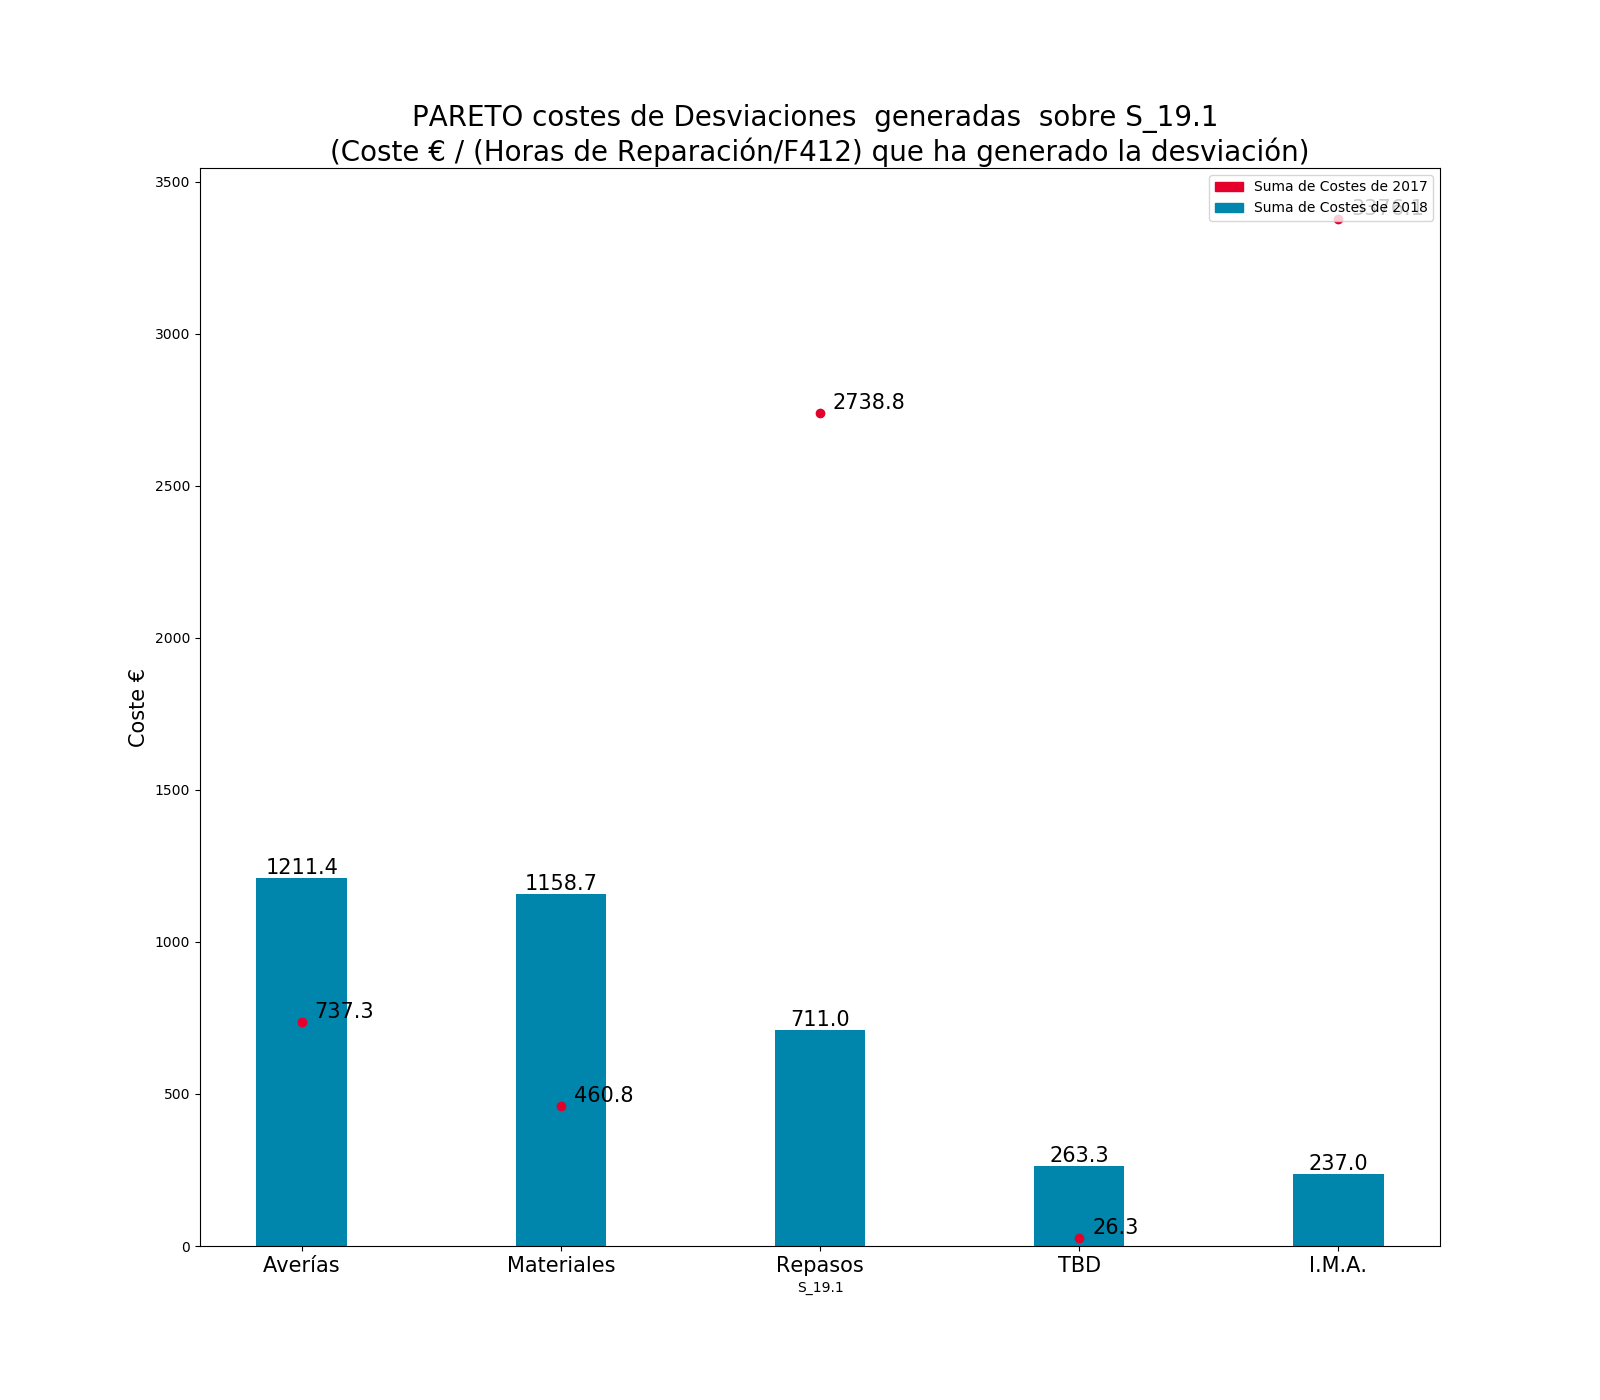 PARETO costes de Desviaciones  generadas  sobre S_19.1
(Coste € / (Horas de Reparación/F412) que ha generado la desviación)
Suma de Costes de 2017
Suma de Costes de 2018
3500
3000
2738.8
2500
2000
Coste €
1500
1211.4
1158.7
1000
737.3
711.0
500
460.8
263.3
237.0
26.3
0
Averías
Materiales
Repasos
TBD
I.M.A.
S_19.1